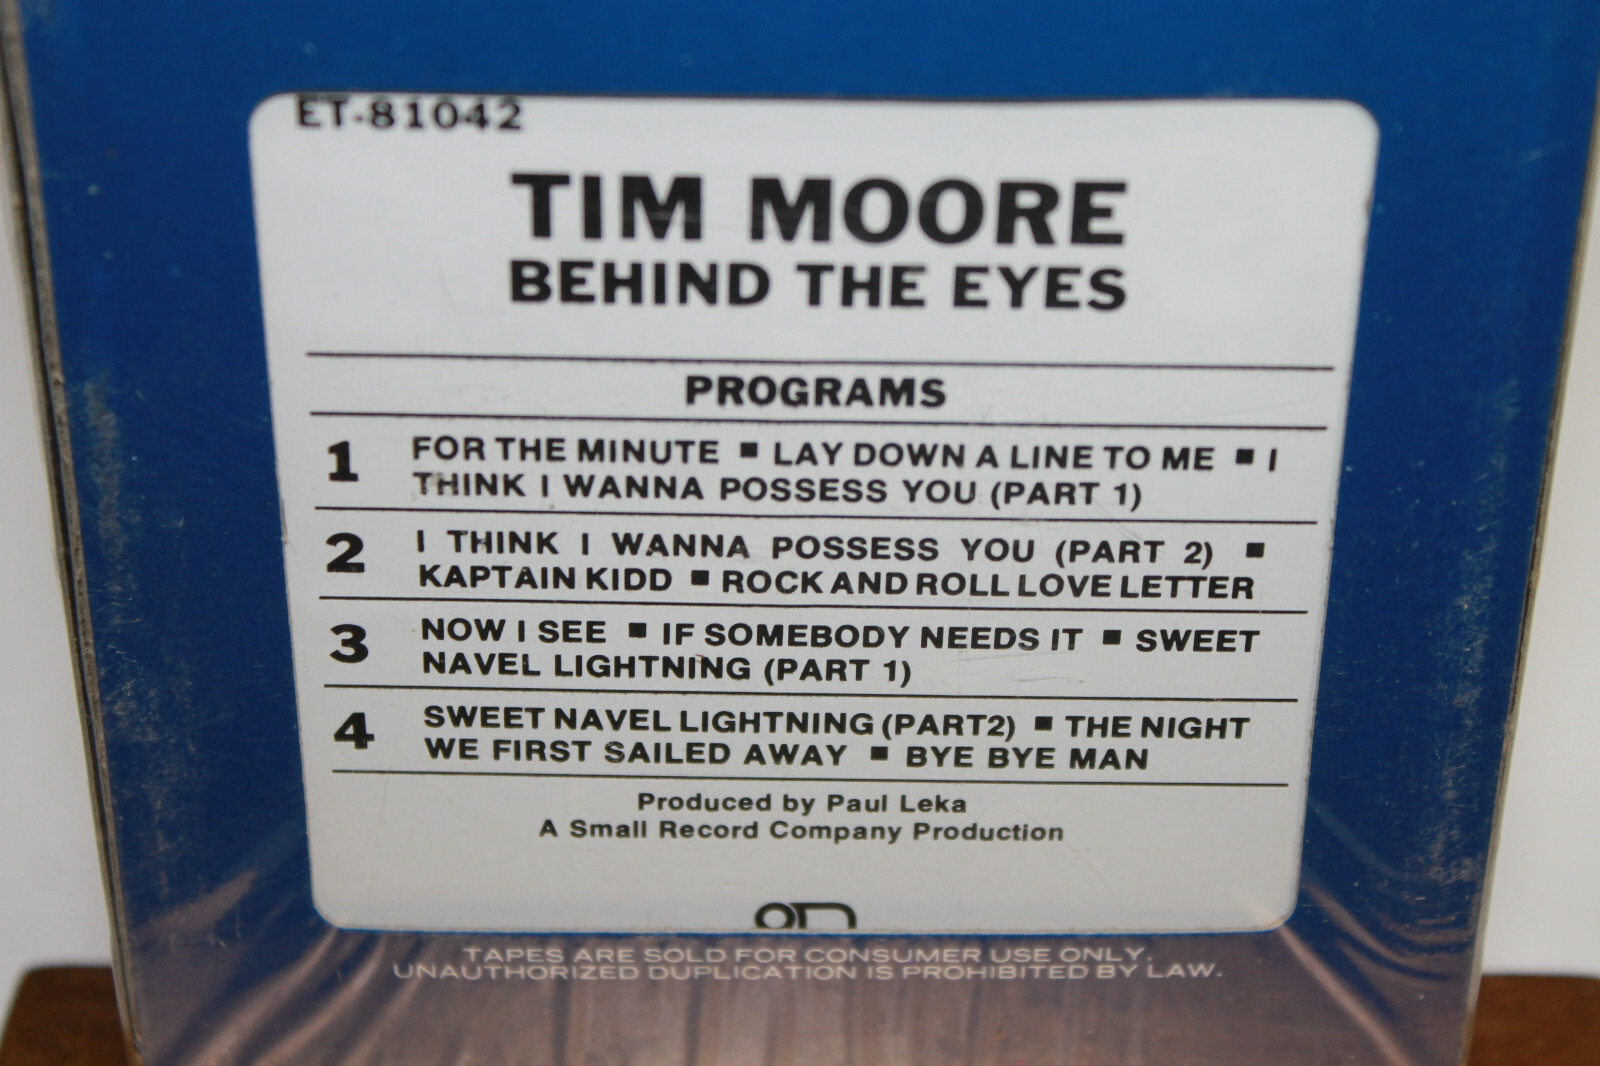 ET-81042
TIM MOORE
BEHIND THE EYES
PROGRAMS
1 FOR THE MINUTE ■ LAY DOWN A LINE TO ME ■ I
THINK I WANNA POSSESS YOU (PART 1)
2 I THINK I WANNA POSSESS YOU (PART 2) ■
KAPTAIN KIDD ■ ROCK AND ROLL LOVE LETTER
3 NOW I SEE ■ IF SOMEBODY NEEDS IT ■ SWEET
NAVEL LIGHTNING (PART 1)
4 SWEET NAVEL LIGHTNING (PART2) ■ THE NIGHT
WE FIRST SAILED AWAY ■ BYE BYE MAN
Produced by Paul Leka
A Small Record Company Production
TAPES ARE SOLD FOR CONSUMER USE ONLY.
UNAUTHORIZED DUPLICATION IS PROHIBITED BY LAW.